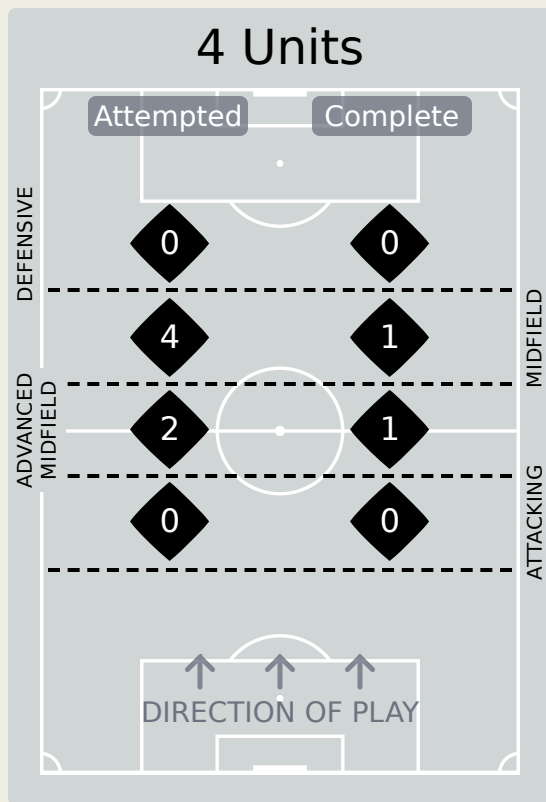 4 Units
Attempted Complete
DEFENSIVE
0 0
MIDFIELD
4 1
ADVANCED
MIDFIELD
2 1
ATTACKING
0 0
DIRECTION OF PLAY